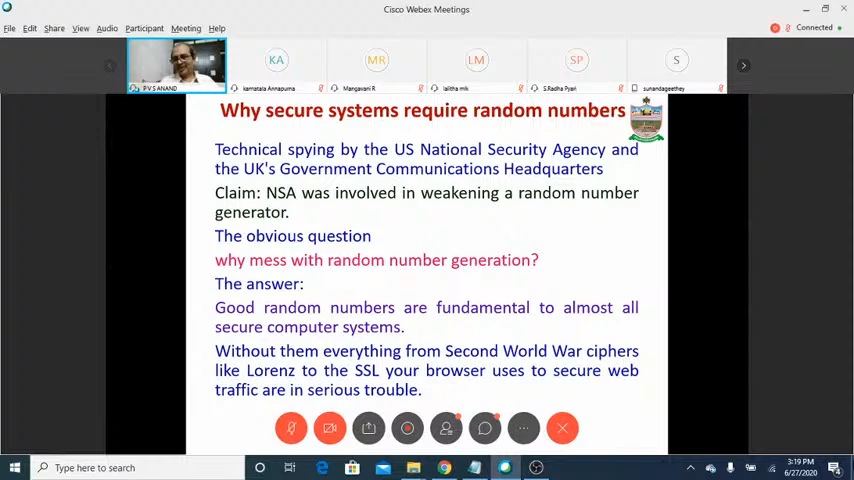 Cisco Webex Meetings
File Edit Share View Audio Participant Meeting Help
Connected
KA
MR
LM
SP
S
P V S ANAND
kamatala Annapurna
Mangavani R
lalitha mlk
S.Radha Pyari
sunandageethey
Why secure systems require random numbers
Technical spying by the US National Security Agency and
the UK's Government Communications Headquarters
Claim: NSA was involved in weakening a random number
generator.
The obvious question
why mess with random number generation?
The answer:
Good random numbers are fundamental to almost all
secure computer systems.
Without them everything from Second World War ciphers
like Lorenz to the SSL your browser uses to secure web
traffic are in serious trouble.
Type here to search
3:19 PM
6/27/2020
4